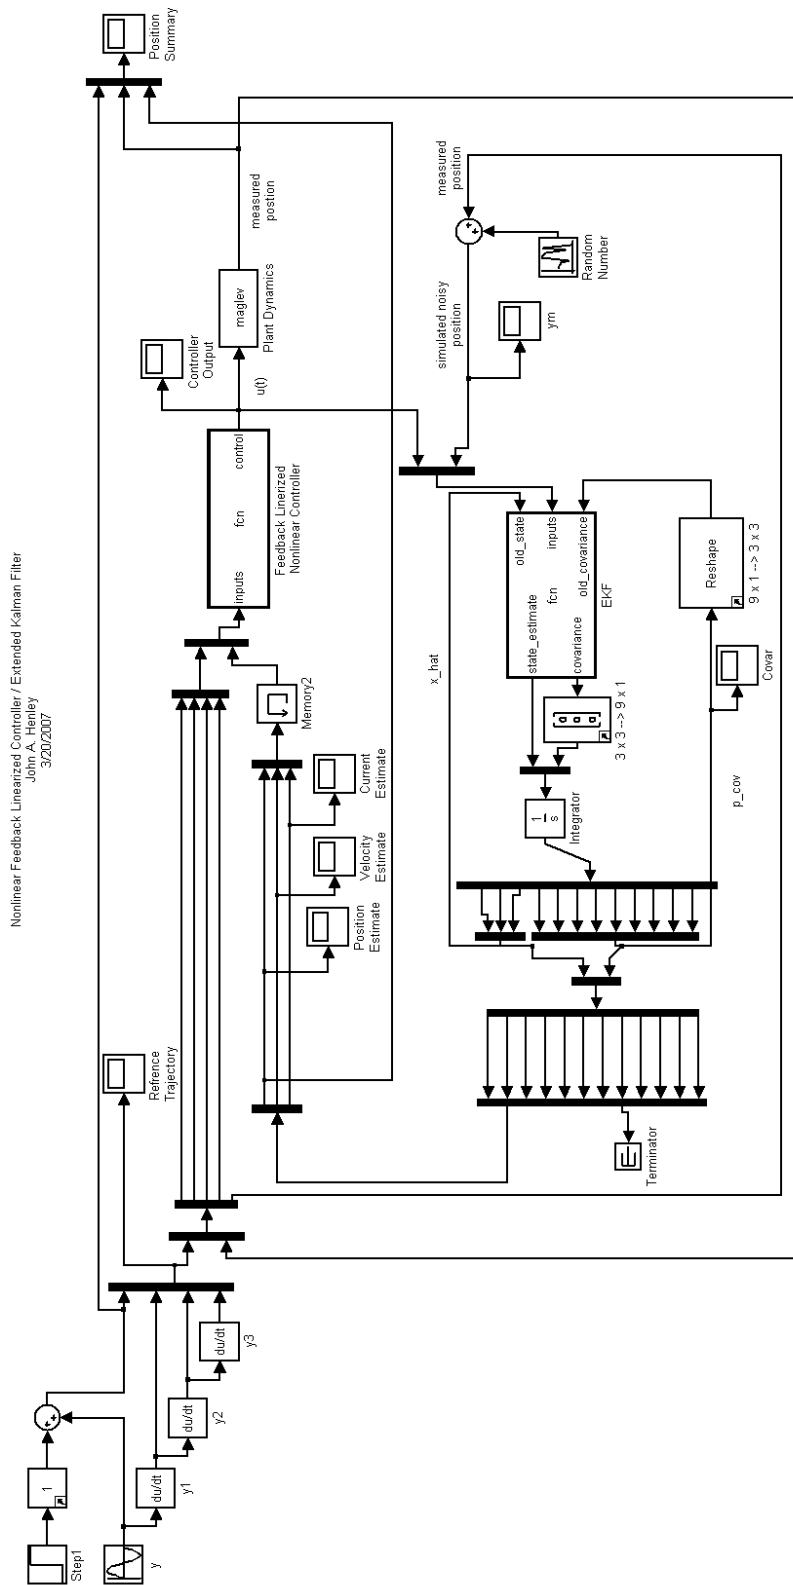 Nonlinear Feedback Linearized Controller / Extended Kalman Filter
John A. Henley
3/20/2007
Step1
1
y
du/dt
y1
du/dt
y2
du/dt
y3
Refrence
Trajectory
Position
Estimate
Velocity
Estimate
Current
Estimate
Memory2
inputs
fcn
control
Feedback Linerized
Nonlinear Controller
Controller
Output
u(t)
maglev
Plant Dynamics
measured
postion
Position
Summary
Terminator
1
s
Integrator
3 x 3 --> 9 x 1
x_hat
state_estimate
covariance
fcn
old_state
inputs
old_covariance
EKF
p_cov
Covar
Reshape
9 x 1 --> 3 x 3
simulated noisy
position
ym
Random
Number
measured
position